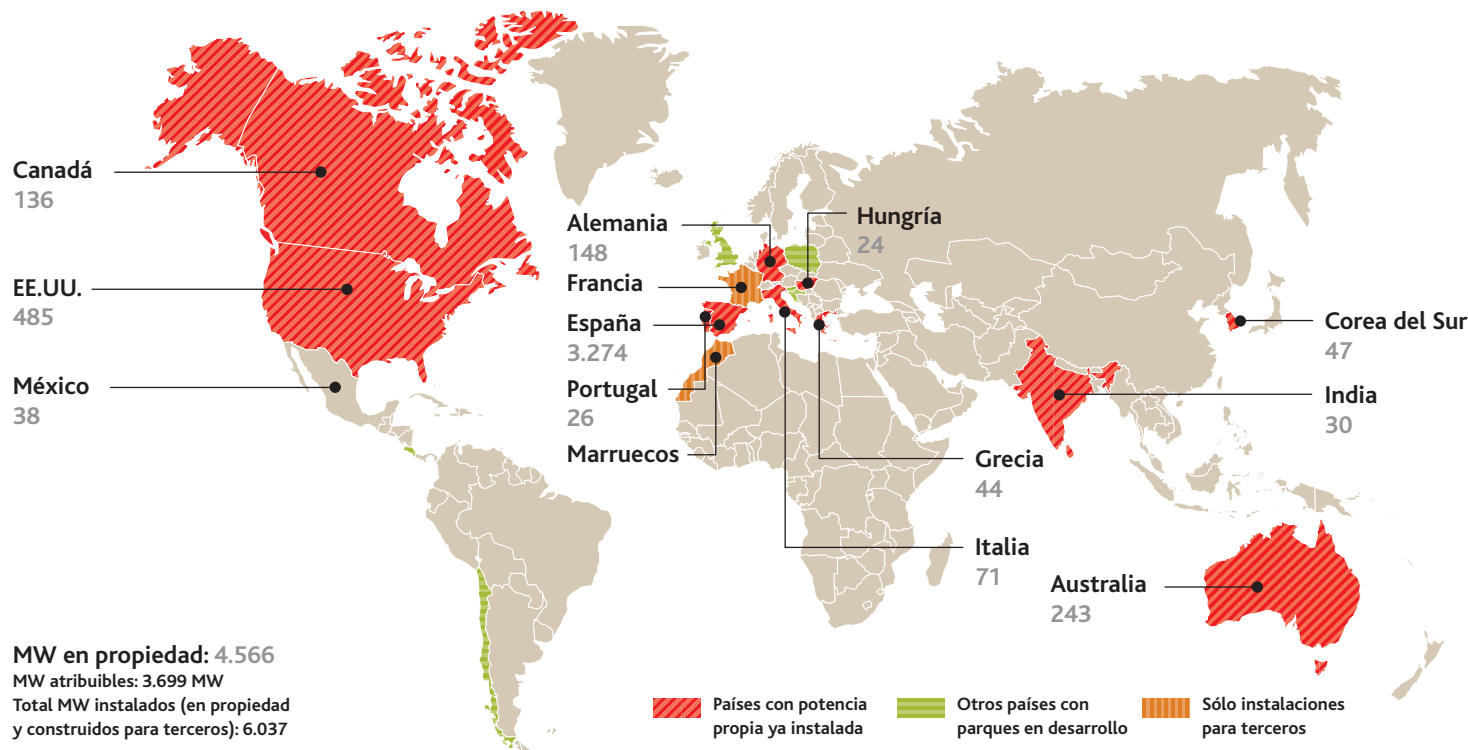 Canadá
136
EE.UU.
485
México
38
Alemania
148
Francia
España
3.274
Portugal
26
Marruecos
Hungría
24
Grecia
44
Italia
71
Corea del Sur
47
India
30
Australia
243
MW en propiedad: 4.566
MW atribuibles: 3.699 MW
Total MW instalados (en propiedad
y construidos para terceros): 6.037
Países con potencia
propia ya instalada
Otros países con
parques en desarrollo
Sólo instalaciones
para terceros